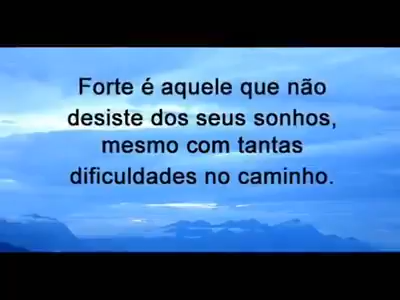 Forte é aquele que não
desiste dos seus sonhos,
mesmo com tantas
dificuldades no caminho.